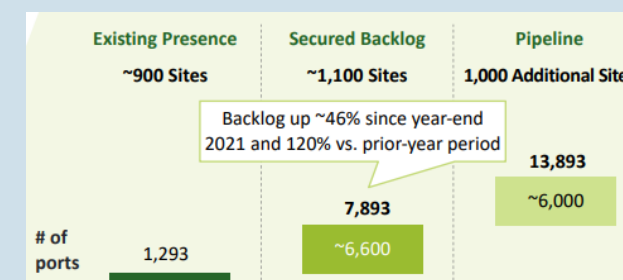 Existing Presence
Secured Backlog
Pipeline
~900 Sites
~1,100 Sites
1,000 Additional Site
Backlog up ~46% since year-end
2021 and 120% vs. prior-year period
13,893
~6,000
7,893
~6,600
# of
ports
1,293